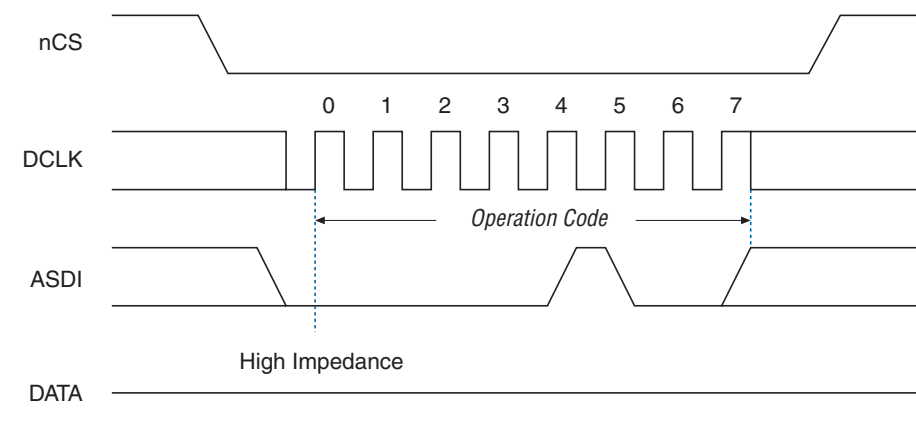 nCS
0 1 2 3 4 5 6 7
DCLK
Operation Code
ASDI
High Impedance
DATA